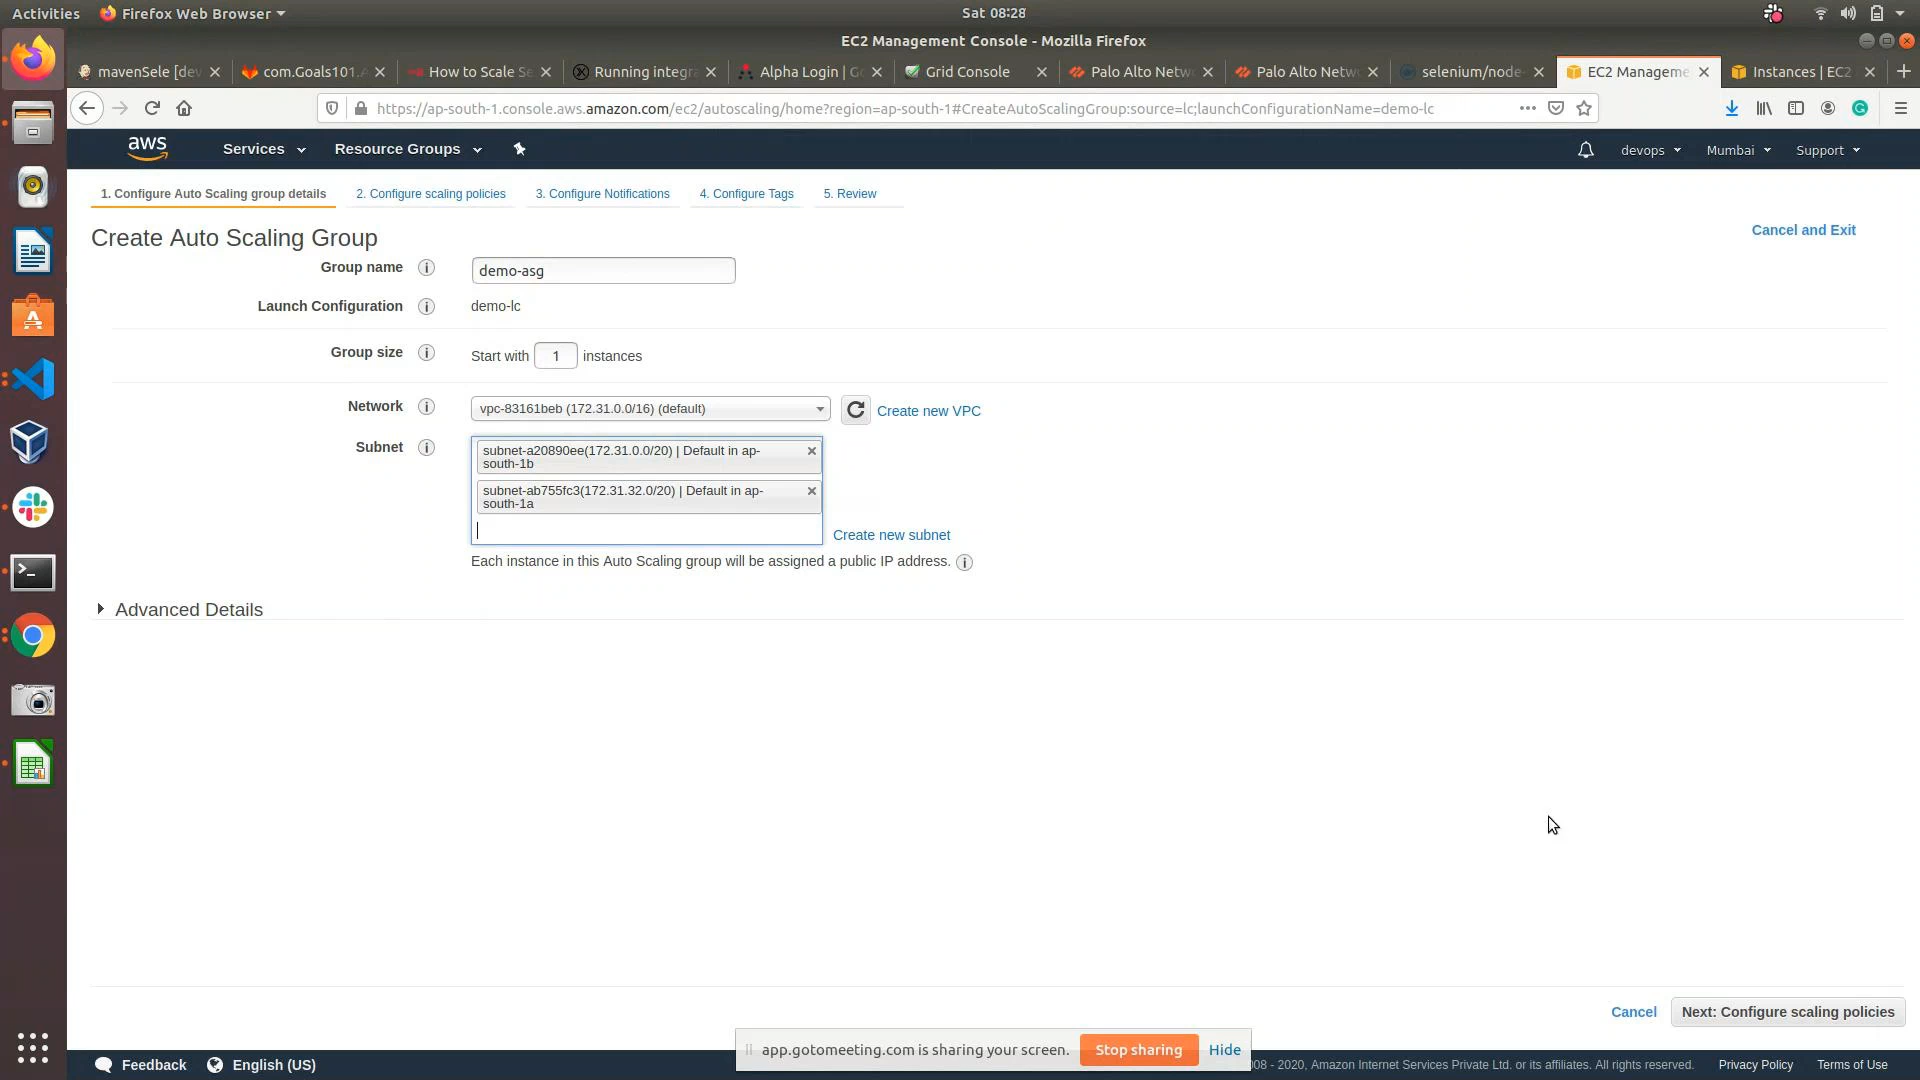 Activities
Firefox Web Browser
Sat 08:28
EC2 Management Console - Mozilla Firefox
mavenSele [dev
com.Goals101.A
How to Scale Se
Running integra
Alpha Login | Go
Grid Console
Palo Alto Netw
Palo Alto Netw
selenium/node-
EC2 Manageme
Instances | EC2
https://ap-south-1.console.aws.amazon.com/ec2/autoscaling/home?region=ap-south-1#CreateAutoScalingGroup:source=lc;launchConfigurationName=demo-lc
aws
Services
Resource Groups
devops
Mumbai
Support
1. Configure Auto Scaling group details
2. Configure scaling policies
3. Configure Notifications
4. Configure Tags
5. Review
Create Auto Scaling Group
Cancel and Exit
Group name
demo-asg
Launch Configuration
demo-lc
Group size
Start with 1 instances
Network
vpc-83161beb (172.31.0.0/16) (default)
Create new VPC
Subnet
subnet-a20890ee(172.31.0.0/20) | Default in ap-
south-1b
subnet-ab755fc3(172.31.32.0/20) | Default in ap-
south-1a
Create new subnet
Each instance in this Auto Scaling group will be assigned a public IP address.
Advanced Details
Cancel
Next: Configure scaling policies
app.gotomeeting.com is sharing your screen.
Stop sharing
Hide
Feedback
English (US)
08 - 2020, Amazon Internet Services Private Ltd. or its affiliates. All rights reserved.
Privacy Policy
Terms of Use